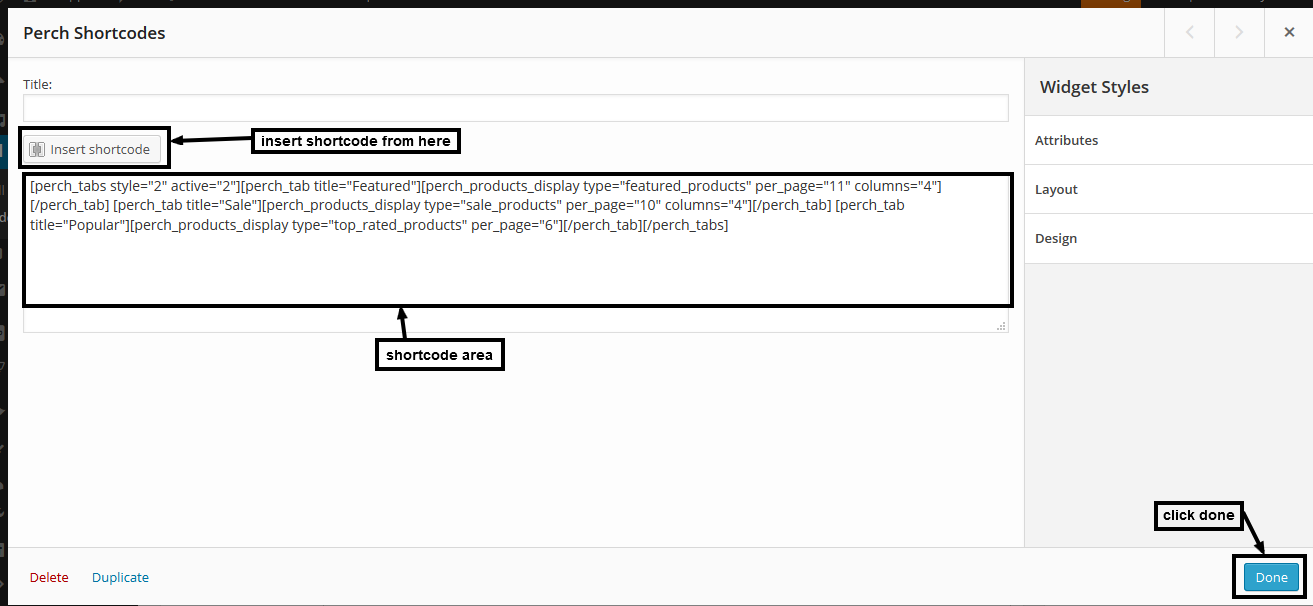 Perch Shortcodes
Title:
Insert shortcode
insert shortcode from here
[perch_tabs style="2" active="2"][perch_tab title="Featured"][perch_products_display type="featured_products" per_page="11" columns="4"]
[/perch_tab] [perch_tab title="Sale"][perch_products_display type="sale_products" per_page="10" columns="4"][/perch_tab] [perch_tab
title="Popular"][perch_products_display type="top_rated_products" per_page="6"][/perch_tab][/perch_tabs]
shortcode area
Widget Styles
Attributes
Layout
Design
click done
Delete
Duplicate
Done